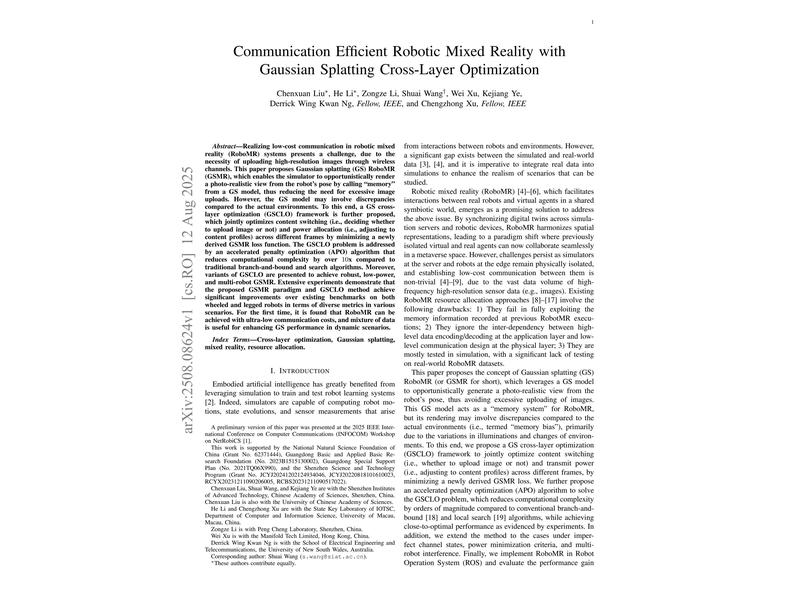 1
Communication Efficient Robotic Mixed Reality with
Gaussian Splatting Cross-Layer Optimization
Chenxuan Liu*, He Li*, Zongze Li, Shuai Wang†, Wei Xu, Kejiang Ye,
Derrick Wing Kwan Ng, Fellow, IEEE, and Chengzhong Xu, Fellow, IEEE
arXiv:2508.08624v1 [cs.RO] 12 Aug 2025
Abstract—Realizing low-cost communication in robotic mixed
reality (RoboMR) systems presents a challenge, due to the
necessity of uploading high-resolution images through wireless
channels. This paper proposes Gaussian splatting (GS) RoboMR
(GSMR), which enables the simulator to opportunistically render
a photo-realistic view from the robot's pose by calling “memory”
from a GS model, thus reducing the need for excessive image
uploads. However, the GS model may involve discrepancies
compared to the actual environments. To this end, a GS cross-
layer optimization (GSCLO) framework is further proposed,
which jointly optimizes content switching (i.e., deciding whether
to upload image or not) and power allocation (i.e., adjusting to
content profiles) across different frames by minimizing a newly
derived GSMR loss function. The GSCLO problem is addressed
by an accelerated penalty optimization (APO) algorithm that
reduces computational complexity by over 10x compared to
traditional branch-and-bound and search algorithms. Moreover,
variants of GSCLO are presented to achieve robust, low-power,
and multi-robot GSMR. Extensive experiments demonstrate that
the proposed GSMR paradigm and GSCLO method achieve
significant improvements over existing benchmarks on both
wheeled and legged robots in terms of diverse metrics in various
scenarios. For the first time, it is found that RoboMR can be
achieved with ultra-low communication costs, and mixture of data
is useful for enhancing GS performance in dynamic scenarios.
Index Terms—Cross-layer optimization, Gaussian splatting,
mixed reality, resource allocation.
I. INTRODUCTION
Embodied artificial intelligence has greatly benefited from
leveraging simulation to train and test robot learning systems
[2]. Indeed, simulators are capable of computing robot mo-
tions, state evolutions, and sensor measurements that arise
A preliminary version of this paper was presented at the 2025 IEEE Inter-
national Conference on Computer Communications (INFOCOM) Workshop
on NetRobiCS [1].
This work is supported by the National Natural Science Foundation of
China (Grant No. 62371444), Guangdong Basic and Applied Basic Re-
search Foundation (No. 2023B1515130002), Guangdong Special Support
Plan (No. 2021TQ06X990), and the Shenzhen Science and Technology
Program (Grant No. JCYJ20241202124934046, JCYJ20220818101610023,
RCYX20231211090206005, RCBS20231211090517022).
Chenxuan Liu, Shuai Wang, and Kejiang Ye are with the Shenzhen Institutes
of Advanced Technology, Chinese Academy of Sciences, Shenzhen, China.
Chenxuan Liu is also with the University of Chinese Academy of Sciences.
He Li and Chengzhong Xu are with the State Key Laboratory of IOTSC,
Department of Computer and Information Science, University of Macau,
Macau, China.
Zongze Li is with Peng Cheng Laboratory, Shenzhen, China.
Wei Xu is with the Manifold Tech Limited, Hong Kong, China.
Derrick Wing Kwan Ng is with the School of Electrical Engineering and
Telecommunications, the University of New South Wales, Australia.
Corresponding author: Shuai Wang (s.wang@siat.ac.cn).
*These authors contribute equally.
from interactions between robots and environments. However,
a significant gap exists between the simulated and real-world
data [3], [4], and it is imperative to integrate real data into
simulations to enhance the realism of scenarios that can be
studied.
Robotic mixed reality (RoboMR) [4]–[6], which facilitates
interactions between real robots and virtual agents in a shared
symbiotic world, emerges as a promising solution to address
the above issue. By synchronizing digital twins across simula-
tion servers and robotic devices, RoboMR harmonizes spatial
representations, leading to a paradigm shift where previously
isolated virtual and real agents can now collaborate seamlessly
in a metaverse space. However, challenges persist as simulators
at the server and robots at the edge remain physically isolated,
and establishing low-cost communication between them is
non-trivial [4]–[9], due to the vast data volume of high-
frequency high-resolution sensor data (e.g., images). Existing
RoboMR resource allocation approaches [8]–[17] involve the
following drawbacks: 1) They fail in fully exploiting the
memory information recorded at previous RobotMR execu-
tions; 2) They ignore the inter-dependency between high-
level data encoding/decoding at the application layer and low-
level communication design at the physical layer; 3) They are
mostly tested in simulation, with a significant lack of testing
on real-world RoboMR datasets.
This paper proposes the concept of Gaussian splatting (GS)
RoboMR (or GSMR for short), which leverages a GS model
to opportunistically generate a photo-realistic view from the
robot's pose, thus avoiding excessive uploading of images.
This GS model acts as a “memory system” for RoboMR,
but its rendering may involve discrepancies compared to the
actual environments (i.e., termed “memory bias”), primarily
due to the variations in illuminations and changes of environ-
ments. To this end, we propose a GS cross-layer optimization
(GSCLO) framework to jointly optimize content switching
(i.e., whether to upload image or not) and transmit power
(i.e., adjusting to content profiles) across different frames, by
minimizing a newly derived GSMR loss. We further propose
an accelerated penalty optimization (APO) algorithm to solve
the GSCLO problem, which reduces computational complexity
by orders of magnitude compared to conventional branch-and-
bound [18] and local search [19] algorithms, while achieving
close-to-optimal performance as evidenced by experiments. In
addition, we extend the method to the cases under imper-
fect channel states, power minimization criteria, and multi-
robot interference. Finally, we implement RoboMR in Robot
Operation System (ROS) and evaluate the performance gain